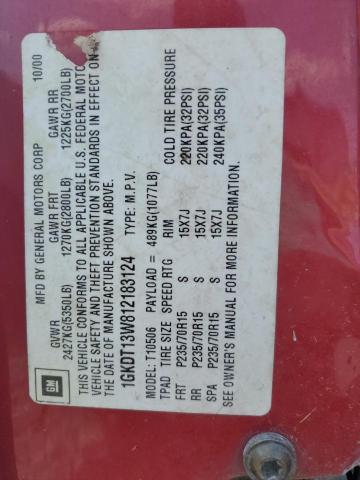 GM
MFD BY GENERAL MOTORS CORP 10/00
GVWR GAWR FRT GAWR RR
2427KG(5350LB) 1270KG(2800LB) 1225KG(2700LB)
THIS VEHICLE CONFORMS TO ALL APPLICABLE U.S. FEDERAL MOTO
VEHICLE SAFETY AND THEFT PREVENTION STANDARDS IN EFFECT ON
THE DATE OF MANUFACTURE SHOWN ABOVE.
1GKDT13W812183124 TYPE: M.P.V.
MODEL: T10506 PAYLOAD = 489KG(1077LB)
TPAD TIRE SIZE SPEED RTG RIM COLD TIRE PRESSURE
FRT P235/70R15 S 15X7J 220KPA(32PSI)
RR P235/70R15 S 15X7J 220KPA(32PSI)
SPA P235/70R15 S 15X7J 240KPA(35PSI)
SEE OWNER'S MANUAL FOR MORE INFORMATION.